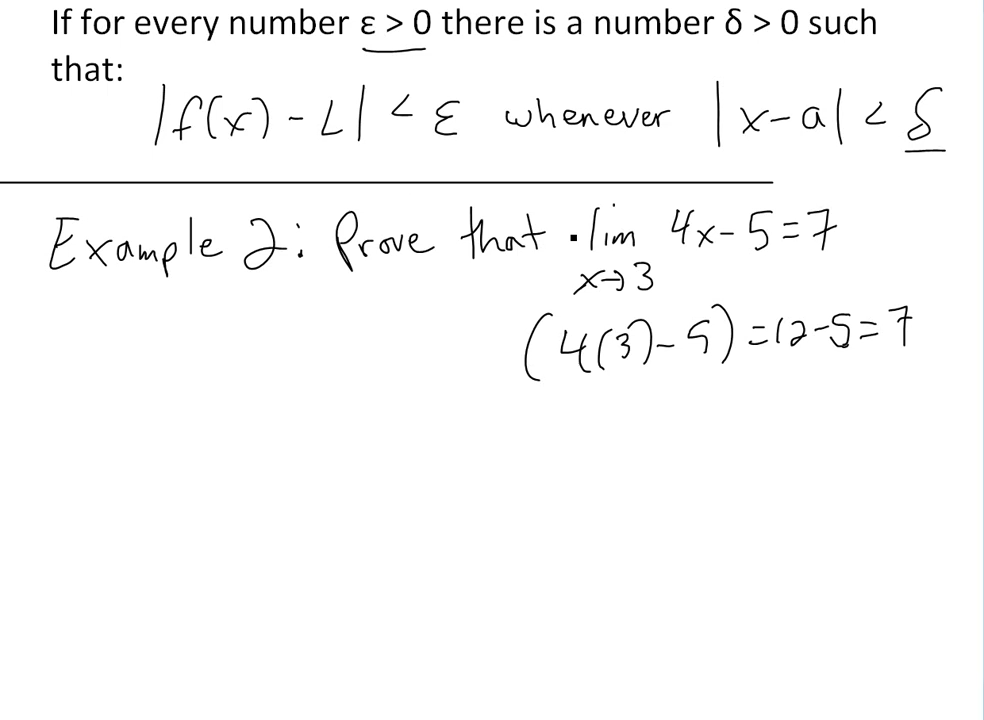 If for every number ε > 0 there is a number δ > 0 such
that:
|f(x) - L| < ε whenever |x-a| < δ
Example 2: Prove that lim 4x-5=7
x→3
(4(3)-5)=12-5=7